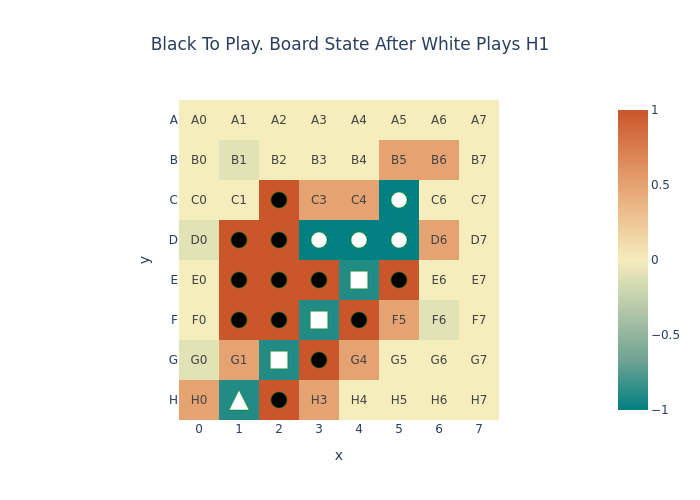 Black To Play. Board State After White Plays H1
A A0 A1 A2 A3 A4 A5 A6 A7
B B0 B1 B2 B3 B4 B5 B6 B7
C C0 C1 C3 C4 C6 C7
D D0 D6 D7
E E0 E6 E7
F F0 F5 F6 F7
G G0 G1 G4 G5 G6 G7
H H0 H3 H4 H5 H6 H7
0 1 2 3 4 5 6 7
x
y
1
0.5
0
−0.5
−1